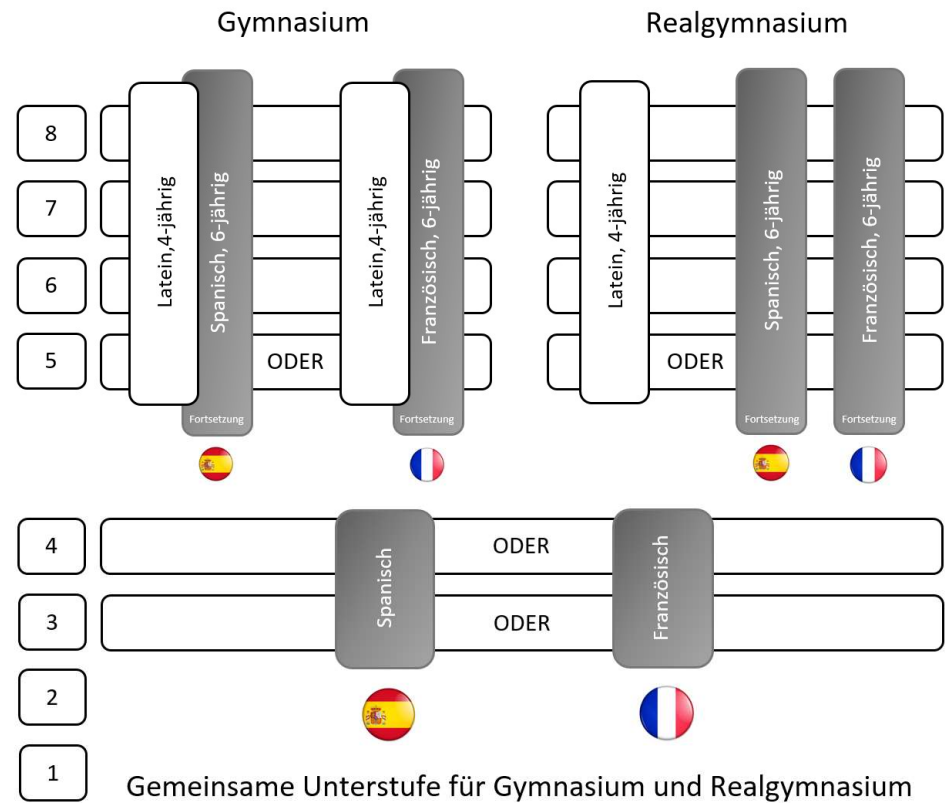 Gymnasium
Realgymnasium
8
7
6
5
Latein,4-jährig
Spanisch, 6-jährig
Fortsetzung
ODER
Latein,4-jährig
Französisch, 6-jährig
Fortsetzung
Latein, 4-jährig
ODER
Spanisch, 6-jährig
Fortsetzung
Französisch, 6-jährig
Fortsetzung
4
3
2
1
Spanisch
ODER
ODER
Französisch
Gemeinsame Unterstufe für Gymnasium und Realgymnasium